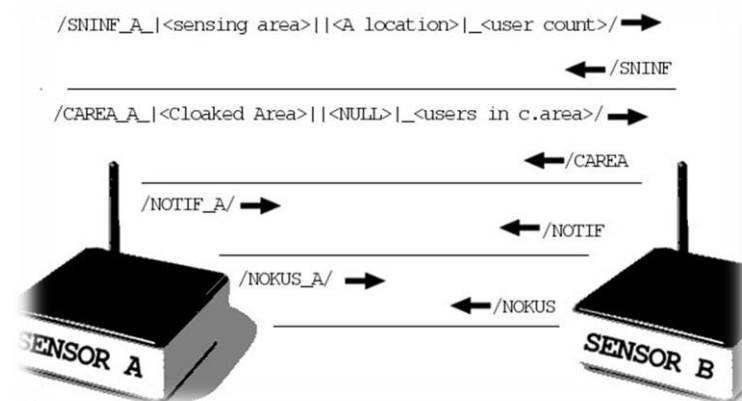 /SNINF_A_|<sensing area>||<A location>|_<user count>/
/SNINF
/CAREA_A_|<Cloaked Area>||<NULL>|_<users in c.area>/
/CAREA
/NOTIF_A/
/NOTIF
/NOKUS_A/
/NOKUS
SENSOR A
SENSOR B